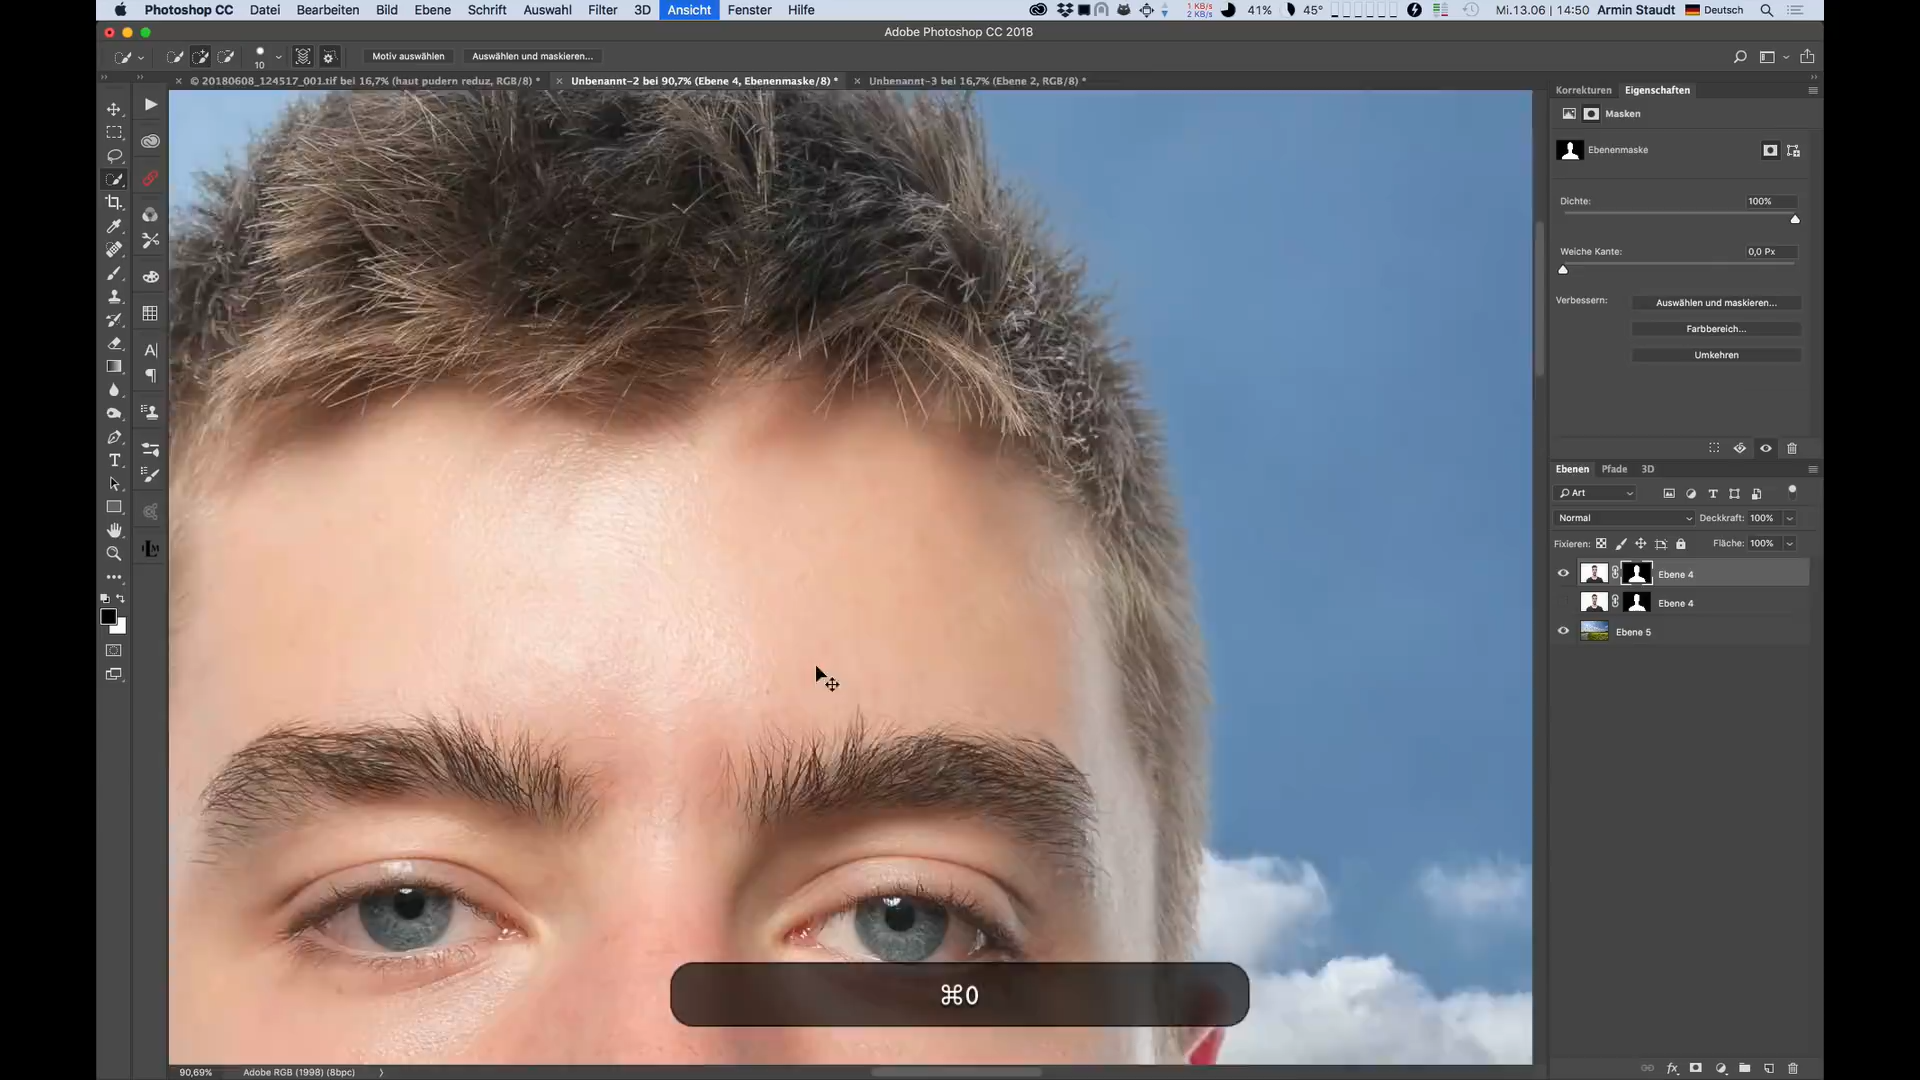 Photoshop CC Datei Bearbeiten Bild Ebene Schrift Auswahl Filter 3D Ansicht Fenster Hilfe 1 KB/s 2 KB/s 41% 45° Mi.13.06 | 14:50 Armin Staudt Deutsch
Adobe Photoshop CC 2018
10 Motiv auswählen Auswählen und maskieren...
© 20180608_124517_001.tif bei 16,7% (haut pudern reduz, RGB/8) * Unbenannt-2 bei 90,7% (Ebene 4, Ebenenmaske/8) * Unbenannt-3 bei 16,7% (Ebene 2, RGB/8) *
Korrekturen Eigenschaften
Masken
Ebenenmaske
Dichte: 100%
Weiche Kante: 0,0 Px
Verbessern: Auswählen und maskieren...
Farbbereich...
Umkehren
Ebenen Pfade 3D
Art
Normal Deckkraft: 100%
Fixieren: Fläche: 100%
Ebene 4
Ebene 4
Ebene 5
⌘0
90,69% Adobe RGB (1998) (8bpc)